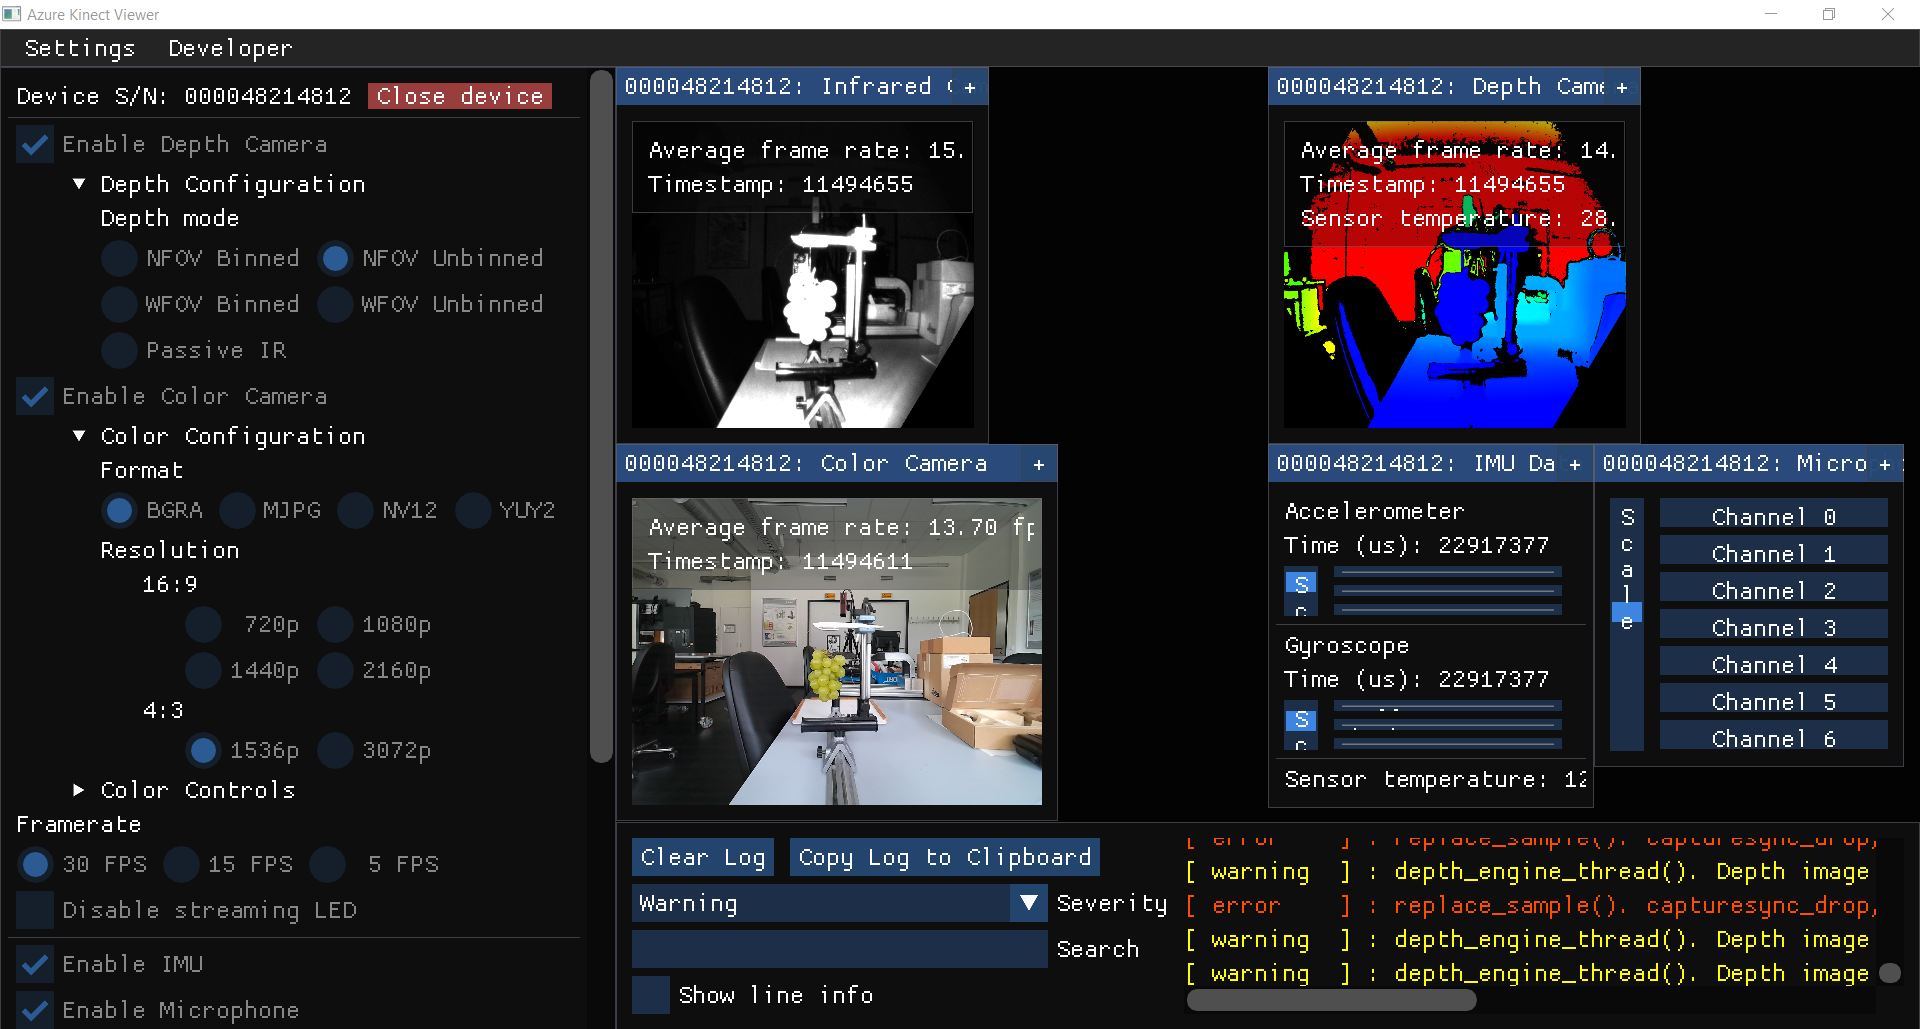 Azure Kinect Viewer
Settings Developer
Device S/N: 000048214812 Close device
Enable Depth Camera
Depth Configuration
Depth mode
NFOV Binned NFOV Unbinned
WFOV Binned WFOV Unbinned
Passive IR
Enable Color Camera
Color Configuration
Format
BGRA MJPG NV12 YUY2
Resolution
16:9
720p 1080p
1440p 2160p
4:3
1536p 3072p
Color Controls
Framerate
30 FPS 15 FPS 5 FPS
Disable streaming LED
Enable IMU
Enable Microphone
000048214812: Infrared +
Average frame rate: 15.
Timestamp: 11494655
000048214812: Depth Came +
Average frame rate: 14.
Timestamp: 11494655
Sensor temperature: 28.
000048214812: Color Camera +
Average frame rate: 13.70 fp
Timestamp: 11494611
000048214812: IMU Da +
Accelerometer
Time (us): 22917377
Sc
Gyroscope
Time (us): 22917377
Sc
Sensor temperature: 12
000048214812: Micro +
Scale
Channel 0
Channel 1
Channel 2
Channel 3
Channel 4
Channel 5
Channel 6
Clear Log Copy Log to Clipboard
Warning Severity
Search
Show line info
[ error ] : replace_sample(). capturesync_drop,
[ warning ] : depth_engine_thread(). Depth image
[ error ] : replace_sample(). capturesync_drop,
[ warning ] : depth_engine_thread(). Depth image
[ warning ] : depth_engine_thread(). Depth image